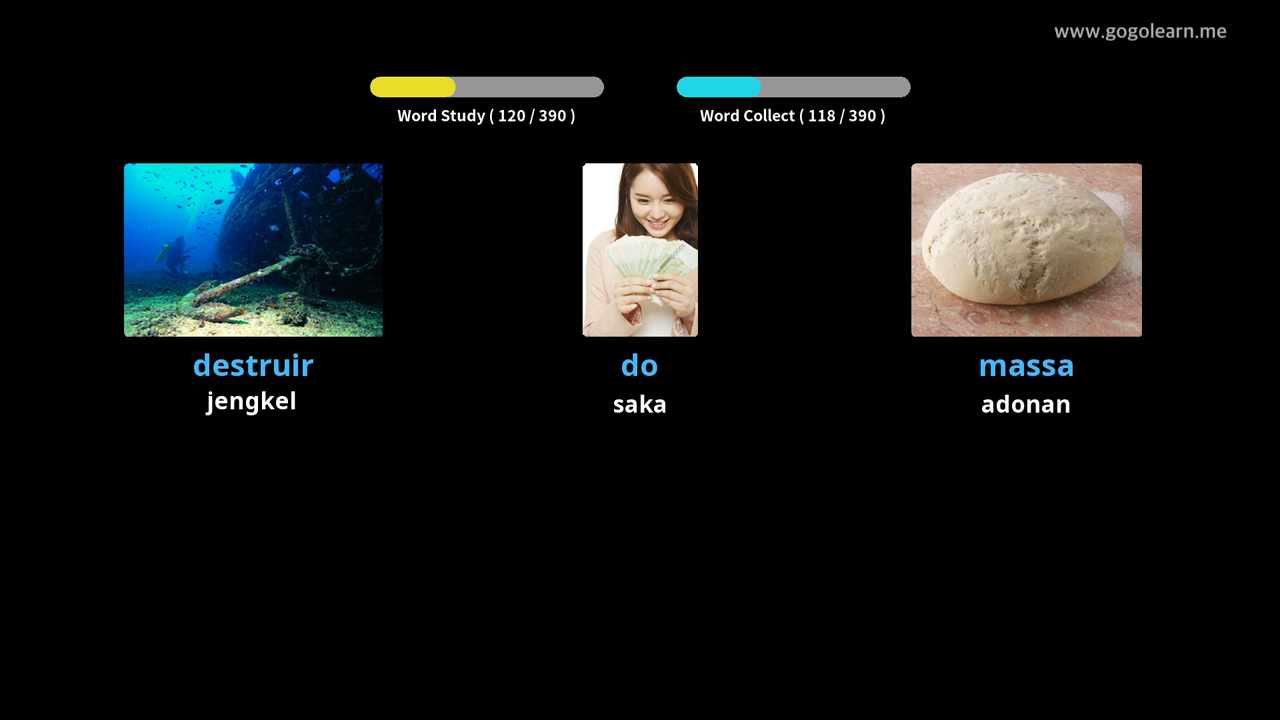 www.gogolearn.me
Word Study ( 120 / 390 )
Word Collect ( 118 / 390 )
destruir
jengkel
do
saka
massa
adonan